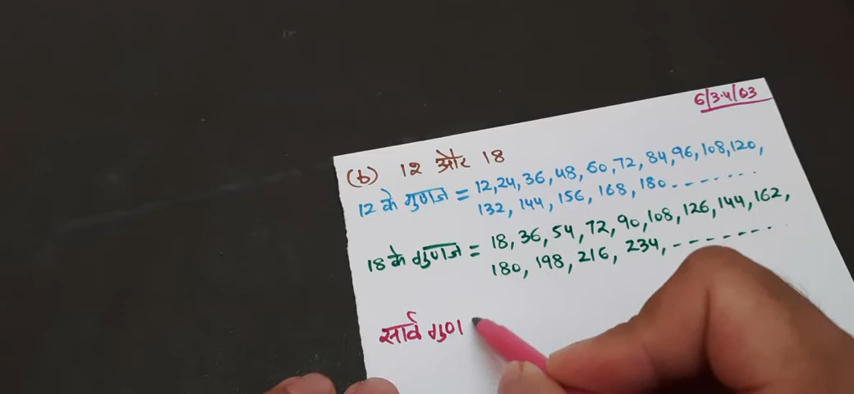 6/3.4/03
(b) 12 और 18
12 के गुणज = 12, 24, 36, 48, 60, 72, 84, 96, 108, 120,
132, 144, 156, 168, 180.-------
18 के गुणज = 18, 36, 54, 72, 90, 108, 126, 144, 162,
180, 198, 216, 234, -------
सार्व गुण